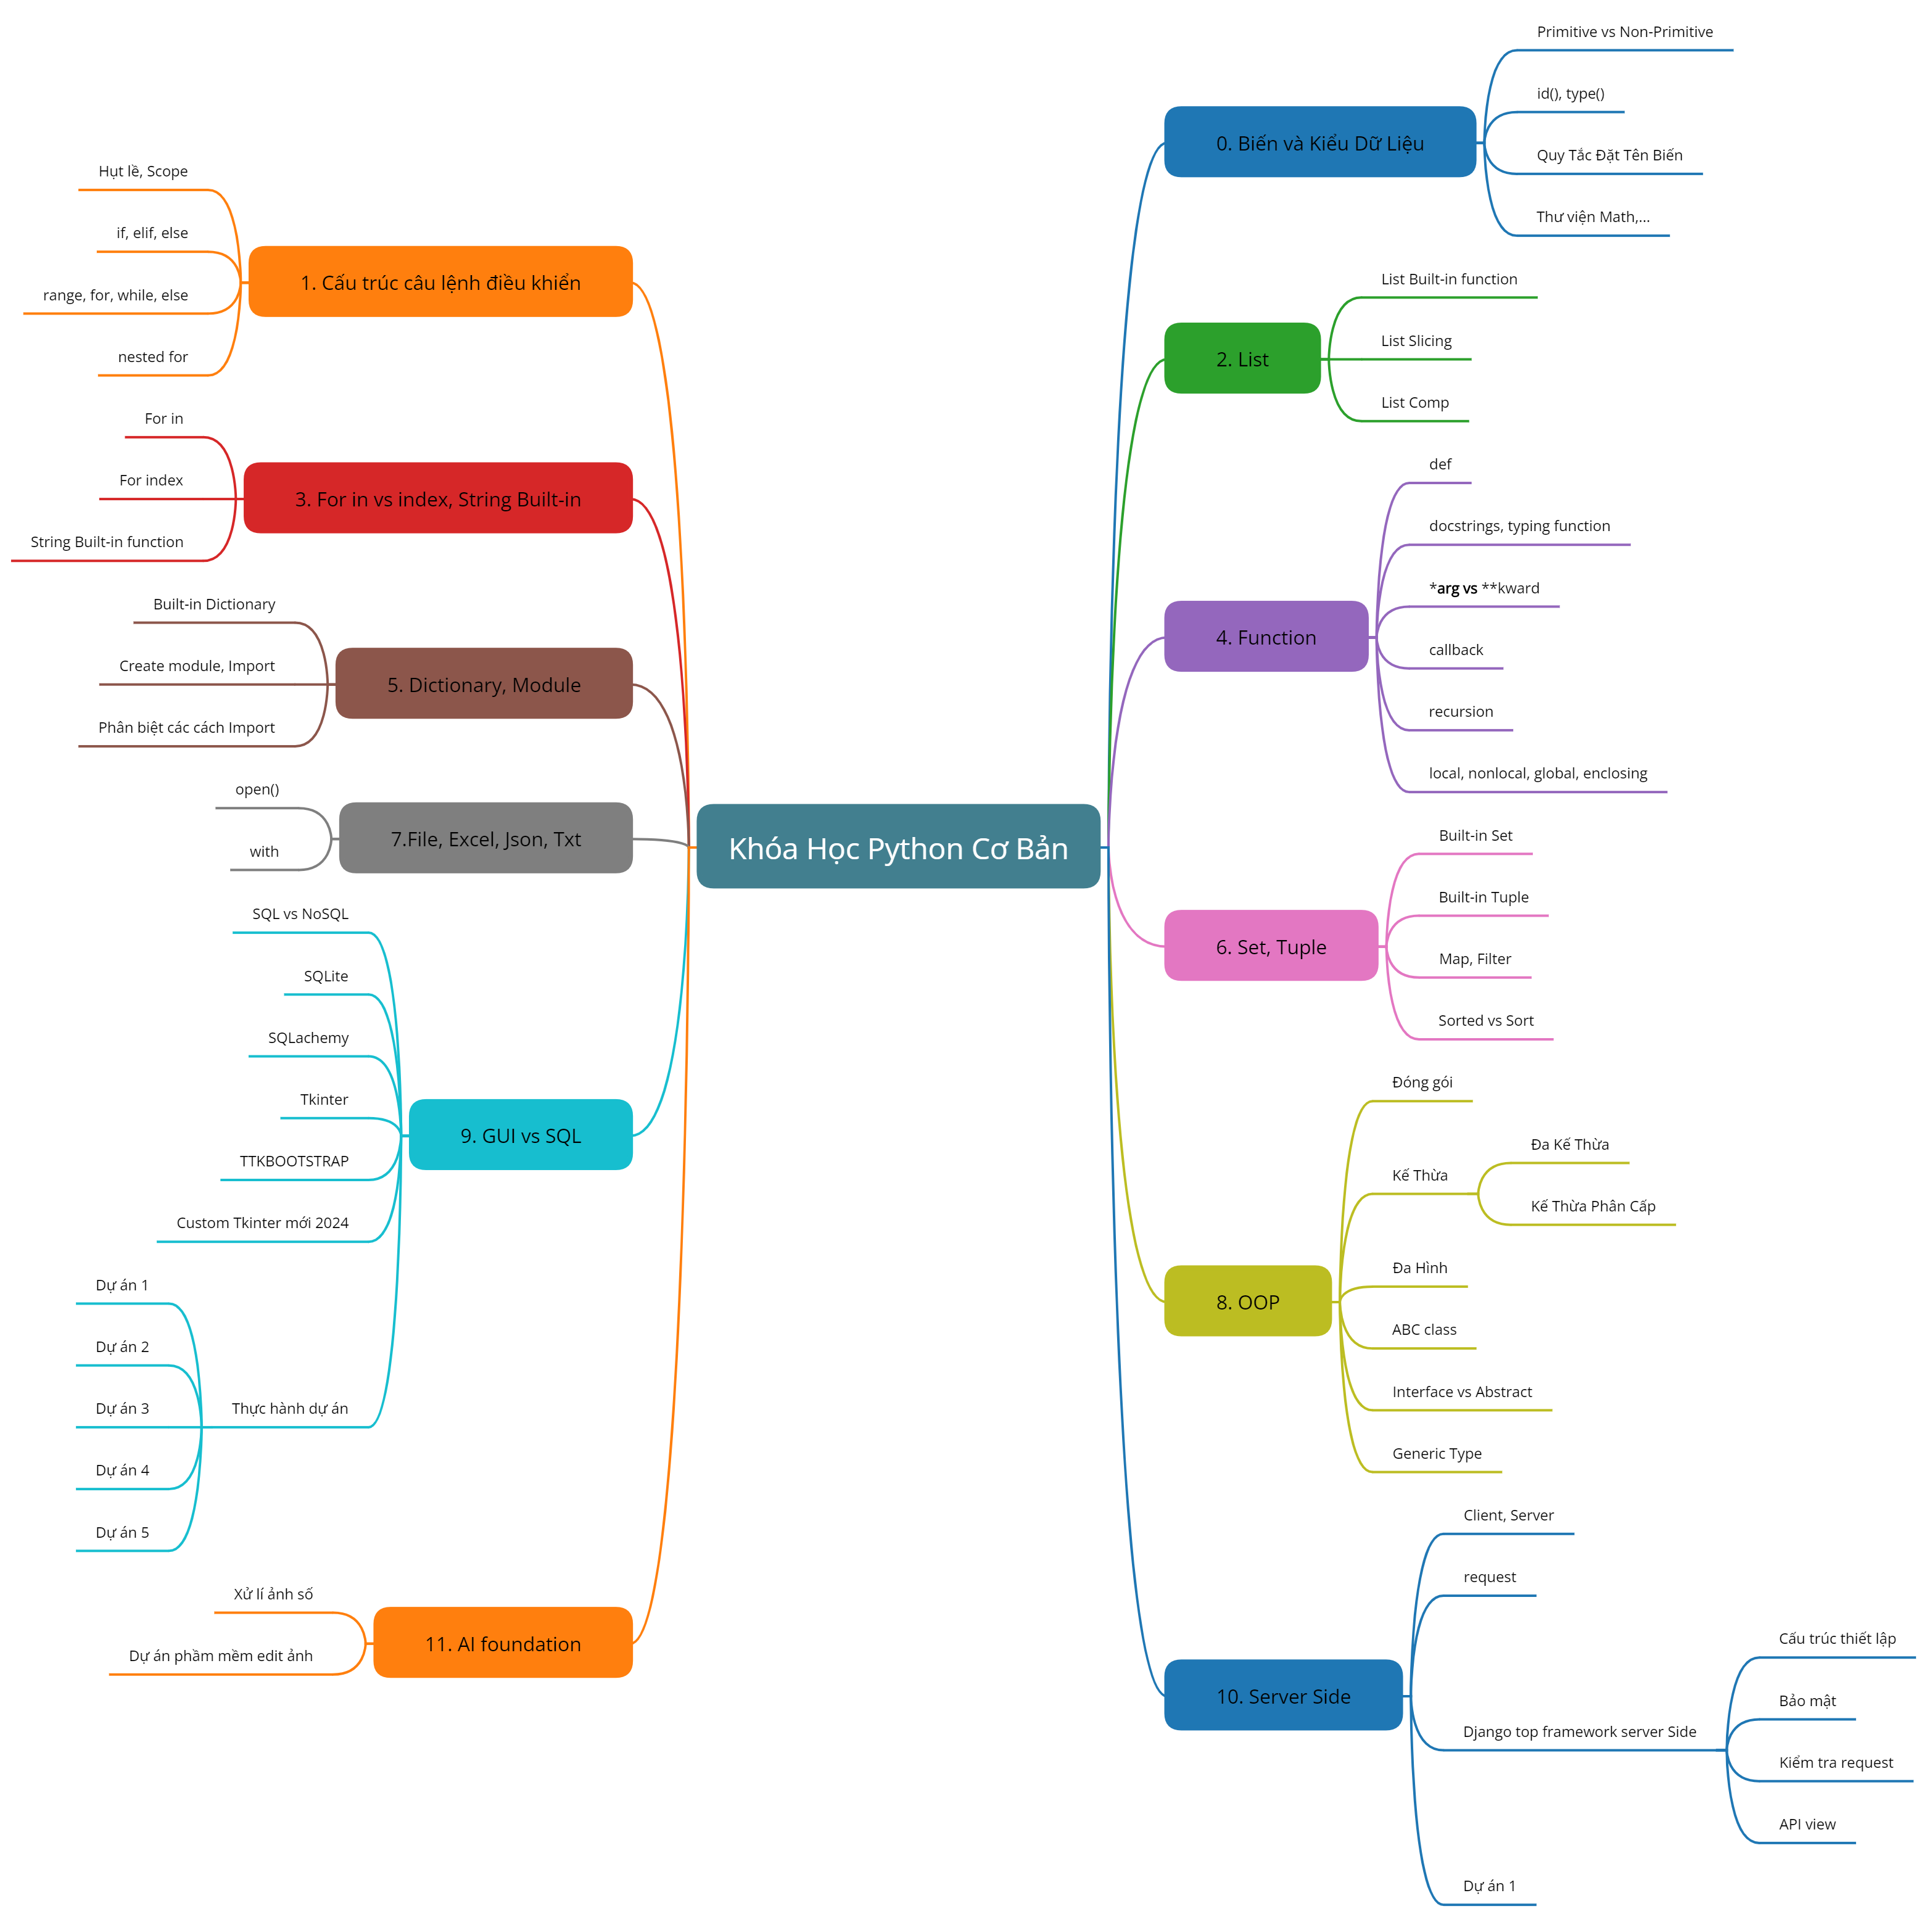 Khóa Học Python Cơ Bản
0. Biến và Kiểu Dữ Liệu
Primitive vs Non-Primitive
id(), type()
Quy Tắc Đặt Tên Biến
Thư viện Math,...
1. Cấu trúc câu lệnh điều khiển
Hụt lề, Scope
if, elif, else
range, for, while, else
nested for
2. List
List Built-in function
List Slicing
List Comp
3. For in vs index, String Built-in
For in
For index
String Built-in function
4. Function
def
docstrings, typing function
*arg vs **kward
callback
recursion
local, nonlocal, global, enclosing
5. Dictionary, Module
Built-in Dictionary
Create module, Import
Phân biệt các cách Import
6. Set, Tuple
Built-in Set
Built-in Tuple
Map, Filter
Sorted vs Sort
7.File, Excel, Json, Txt
open()
with
8. OOP
Đóng gói
Kế Thừa
Đa Kế Thừa
Kế Thừa Phân Cấp
Đa Hình
ABC class
Interface vs Abstract
Generic Type
9. GUI vs SQL
SQL vs NoSQL
SQLite
SQLachemy
Tkinter
TTKBOOTSTRAP
Custom Tkinter mới 2024
Thực hành dự án
Dự án 1
Dự án 2
Dự án 3
Dự án 4
Dự án 5
10. Server Side
Client, Server
request
Django top framework server Side
Cấu trúc thiết lập
Bảo mật
Kiểm tra request
API view
Dự án 1
11. AI foundation
Xử lí ảnh số
Dự án phầm mềm edit ảnh